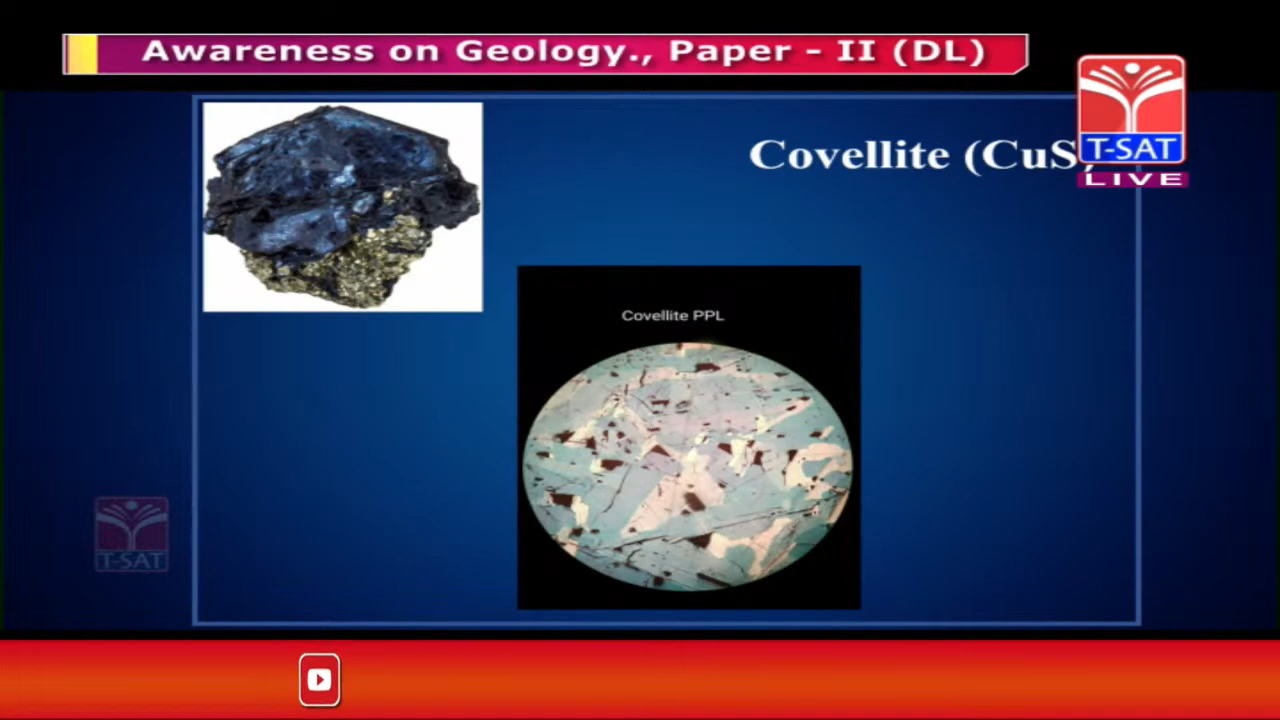 Awareness on Geology., Paper - II (DL)
Covellite (CuS)
T-SAT
LIVE
Covellite PPL
T-SAT